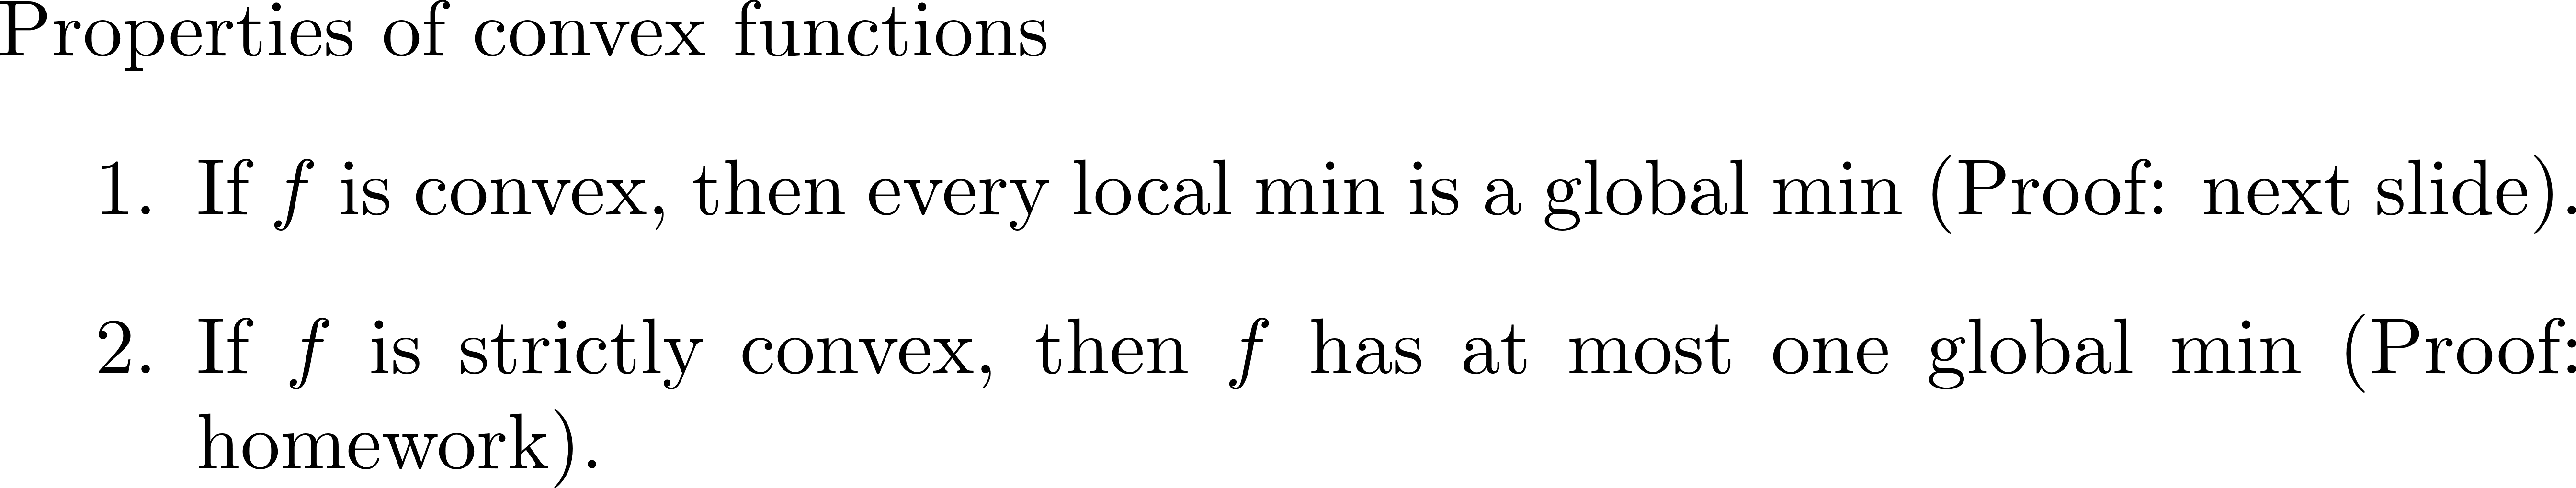 Properties of convex functions
1. If f is convex, then every local min is a global min (Proof: next slide).
2. If f is strictly convex, then f has at most one global min (Proof:
homework).